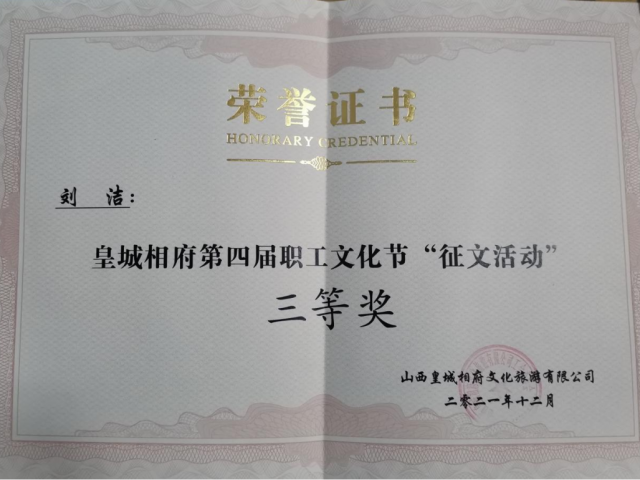 荣誉证书
HONORARY CREDENTIAL
刘 洁：
皇城相府第四届职工文化节“征文活动”
三等奖
山西皇城相府文化旅游有限公司
二零二一年十二月